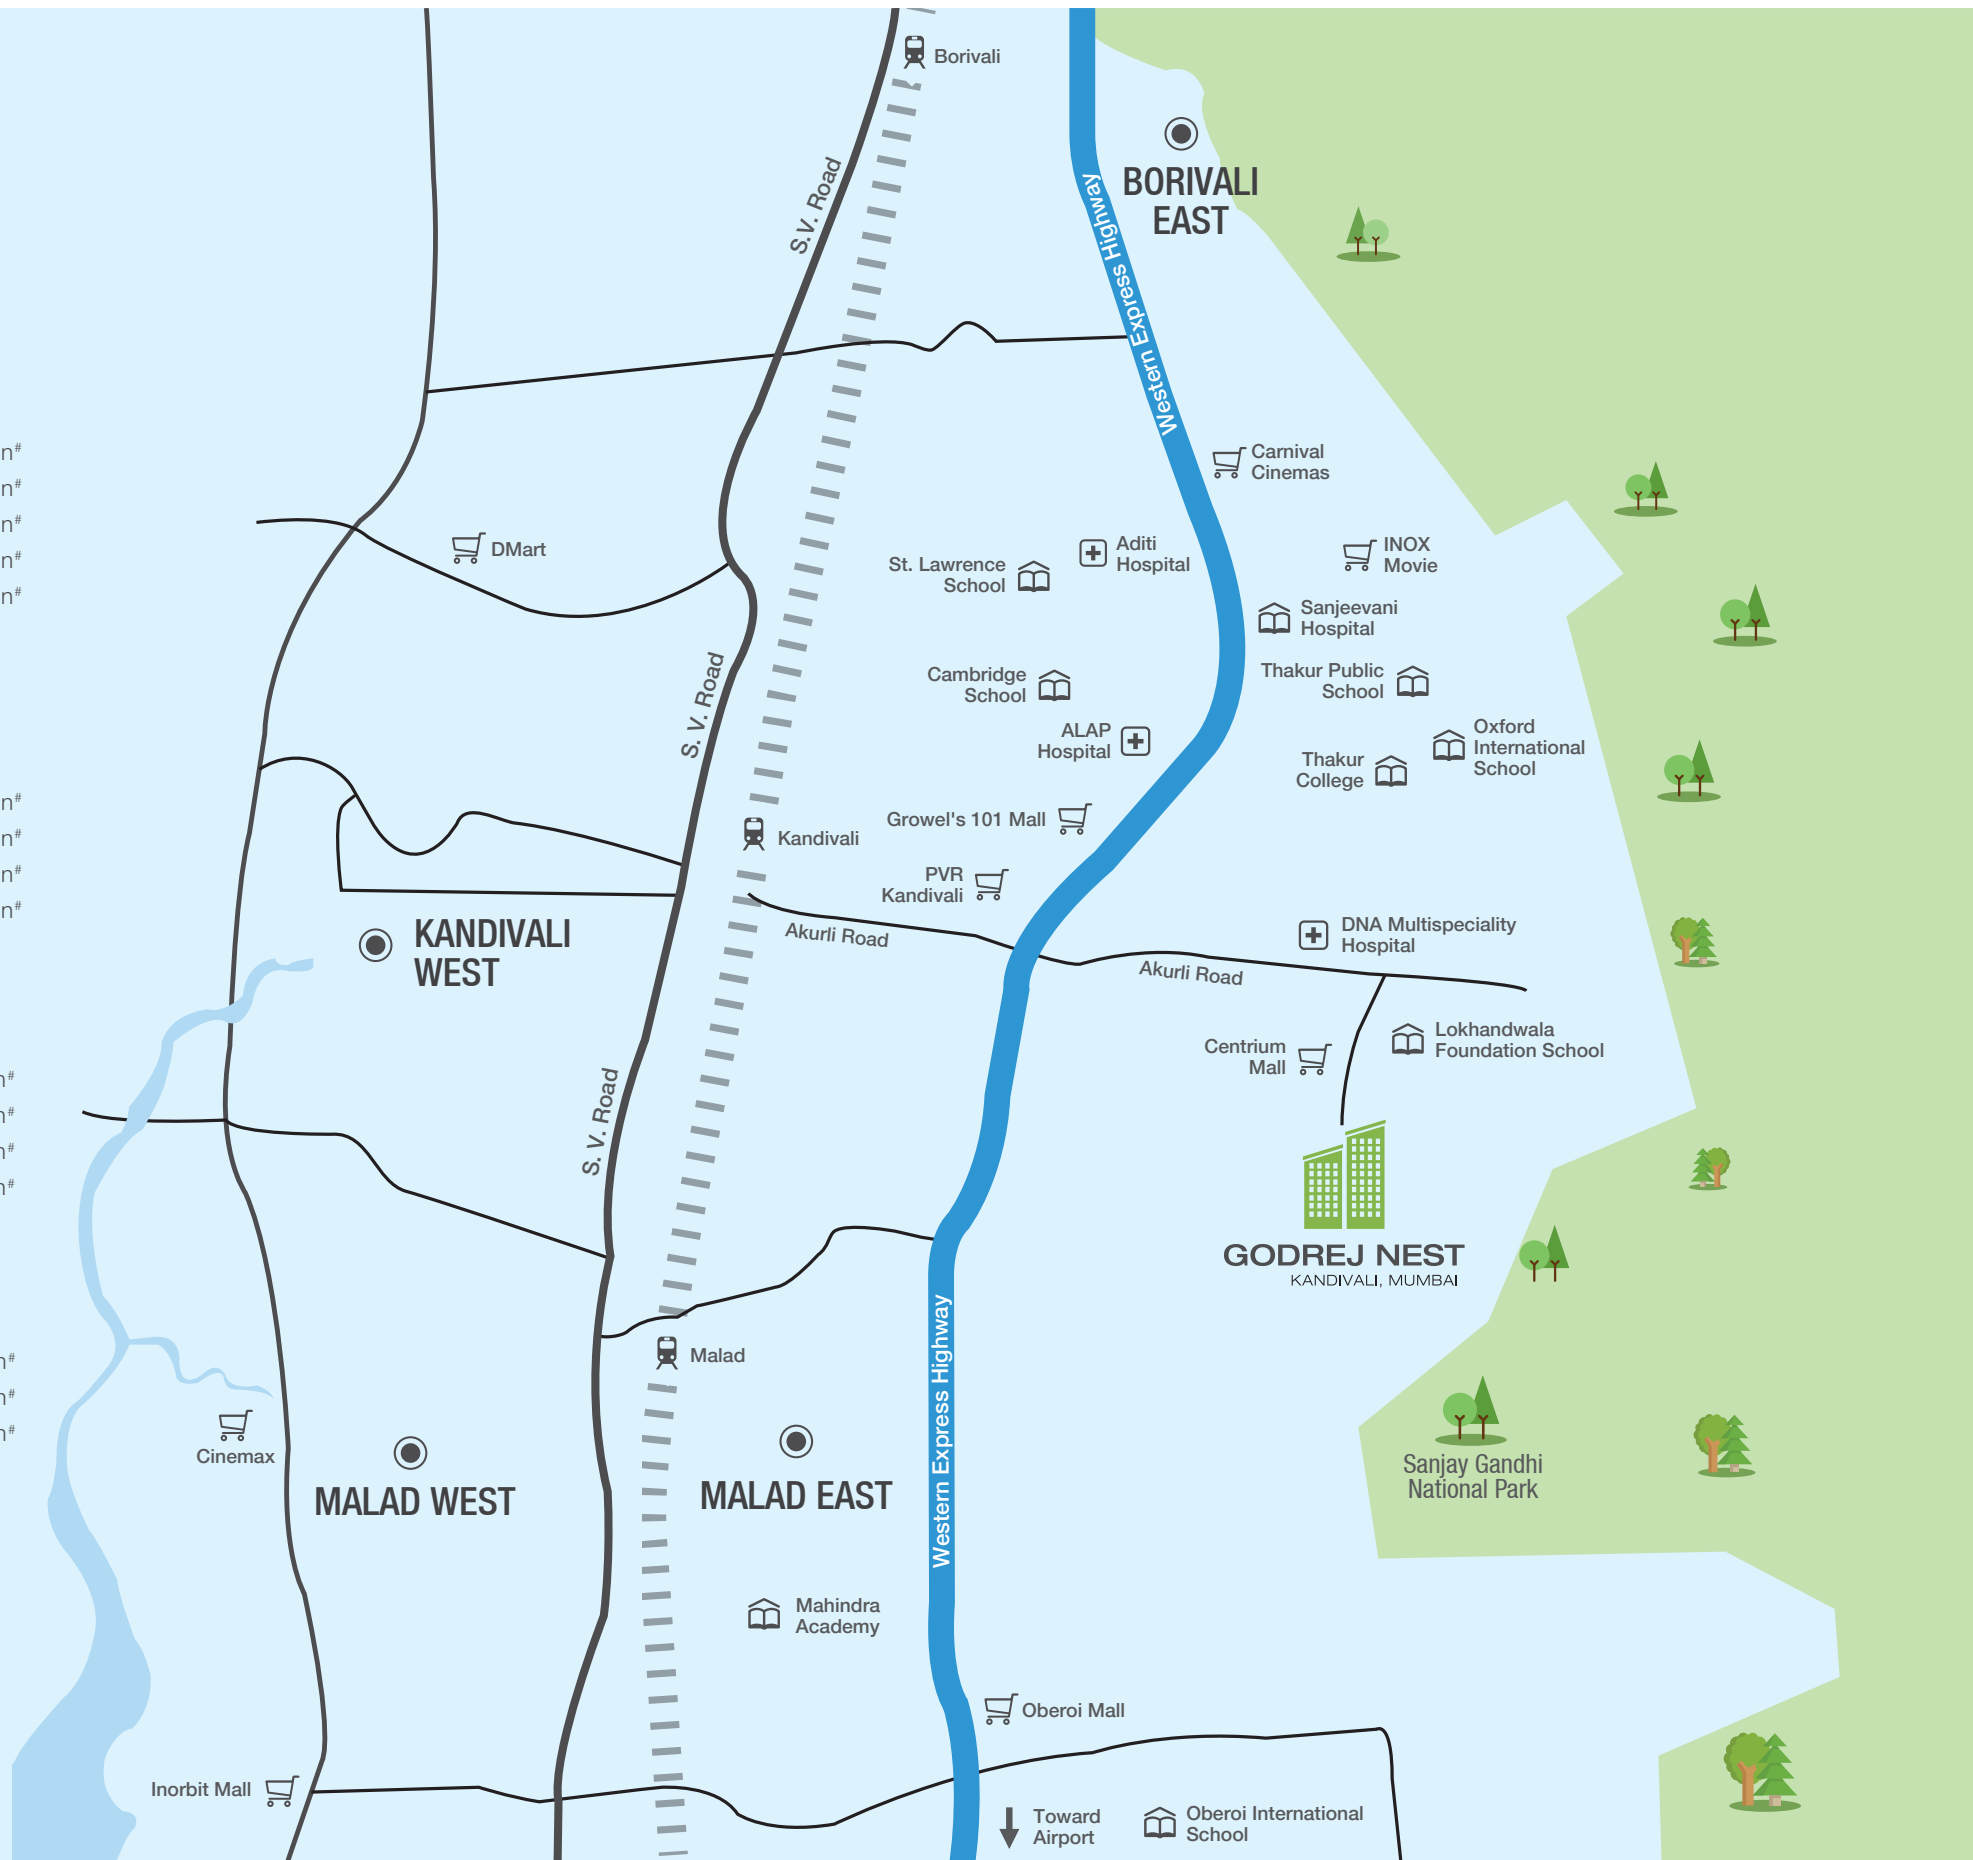 Borivali
BORIVALI
EAST
S.V. Road
Western Express Highway
Western Express Highway
Carnival
Cinemas
n#
n#
n#
n#
n#
DMart
St. Lawrence
School
Aditi
Hospital
INOX
Movie
Sanjeevani
Hospital
Thakur Public
School
Cambridge
School
S. V. Road
ALAP
Hospital
Oxford
International
School
Thakur
College
n#
n#
n#
n#
Growel's 101 Mall
Kandivali
PVR
Kandivali
KANDIVALI
WEST
Akurli Road
DNA Multispeciality
Hospital
Akurli Road
Lokhandwala
Foundation School
Centrium
Mall
n#
n#
n#
n#
S. V. Road
GODREJ NEST
KANDIVALI, MUMBAI
Malad
n#
n#
n#
Cinemax
MALAD WEST
MALAD EAST
Sanjay Gandhi
National Park
Mahindra
Academy
Oberoi Mall
Inorbit Mall
Toward
Airport
Oberoi International
School